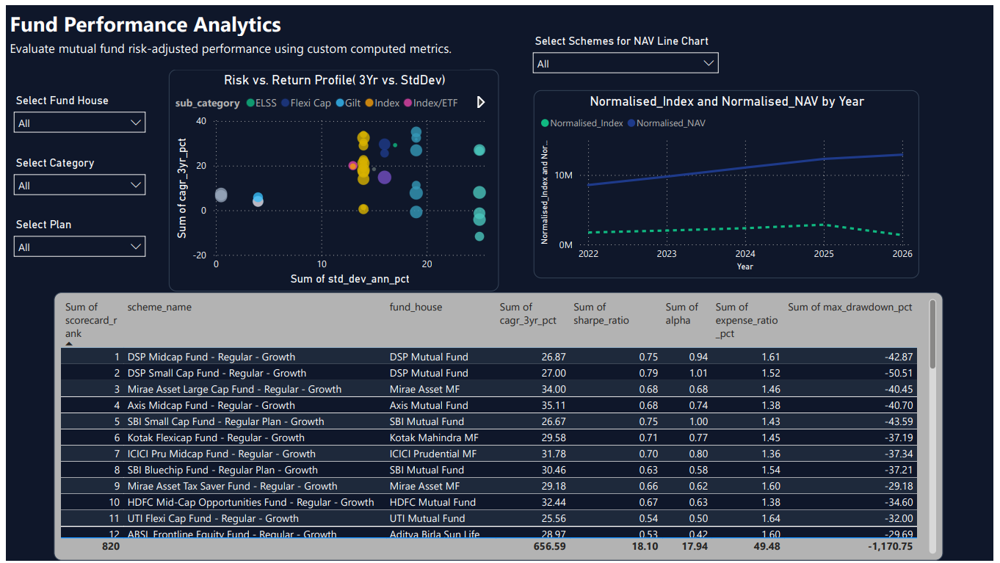 Fund Performance Analytics
Evaluate mutual fund risk-adjusted performance using custom computed metrics.
Select Schemes for NAV Line Chart
All
Select Fund House
All
Select Category
All
Select Plan
All
Risk vs. Return Profile( 3Yr vs. StdDev)
sub_category ELSS Flexi Cap Gilt Index Index/ETF
Sum of cagr_3yr_pct
40
20
0
-20
0 10 20
Sum of std_dev_ann_pct
Normalised_Index and Normalised_NAV by Year
Normalised_Index Normalised_NAV
Normalised_Index and Nor...
10M
0M
2022 2023 2024 2025 2026
Year
Sum of scheme_name fund_house Sum of Sum of Sum of Sum of Sum of max_drawdown_pct
scorecard_r cagr_3yr_pct sharpe_ratio alpha expense_ratio
ank _pct
1 DSP Midcap Fund - Regular - Growth DSP Mutual Fund 26.87 0.75 0.94 1.61 -42.87
2 DSP Small Cap Fund - Regular - Growth DSP Mutual Fund 27.00 0.79 1.01 1.52 -50.51
3 Mirae Asset Large Cap Fund - Regular - Growth Mirae Asset MF 34.00 0.68 0.68 1.46 -40.45
4 Axis Midcap Fund - Regular - Growth Axis Mutual Fund 35.11 0.68 0.74 1.38 -40.70
5 SBI Small Cap Fund - Regular Plan - Growth SBI Mutual Fund 26.67 0.75 1.00 1.43 -43.59
6 Kotak Flexicap Fund - Regular - Growth Kotak Mahindra MF 29.58 0.71 0.77 1.45 -37.19
7 ICICI Pru Midcap Fund - Regular - Growth ICICI Prudential MF 31.78 0.70 0.80 1.36 -37.34
8 SBI Bluechip Fund - Regular Plan - Growth SBI Mutual Fund 30.46 0.63 0.58 1.54 -37.21
9 Mirae Asset Tax Saver Fund - Regular - Growth Mirae Asset MF 29.18 0.66 0.62 1.60 -29.18
10 HDFC Mid-Cap Opportunities Fund - Regular - Growth HDFC Mutual Fund 32.44 0.67 0.63 1.38 -34.60
11 UTI Flexi Cap Fund - Regular - Growth UTI Mutual Fund 25.56 0.54 0.50 1.64 -32.00
12 ABSL Frontline Equity Fund - Regular - Growth Aditya Birla Sun Life 28.97 0.53 0.42 1.60 -29.69
820 656.59 18.10 17.94 49.48 -1,170.75